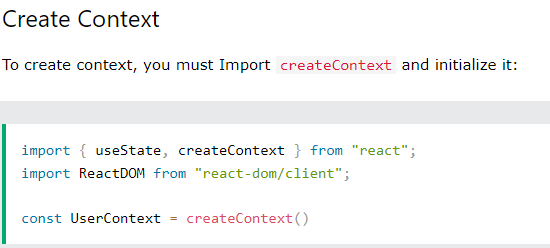 Create Context
To create context, you must Import createContext and initialize it:
import { useState, createContext } from "react";
import ReactDOM from "react-dom/client";
const UserContext = createContext()